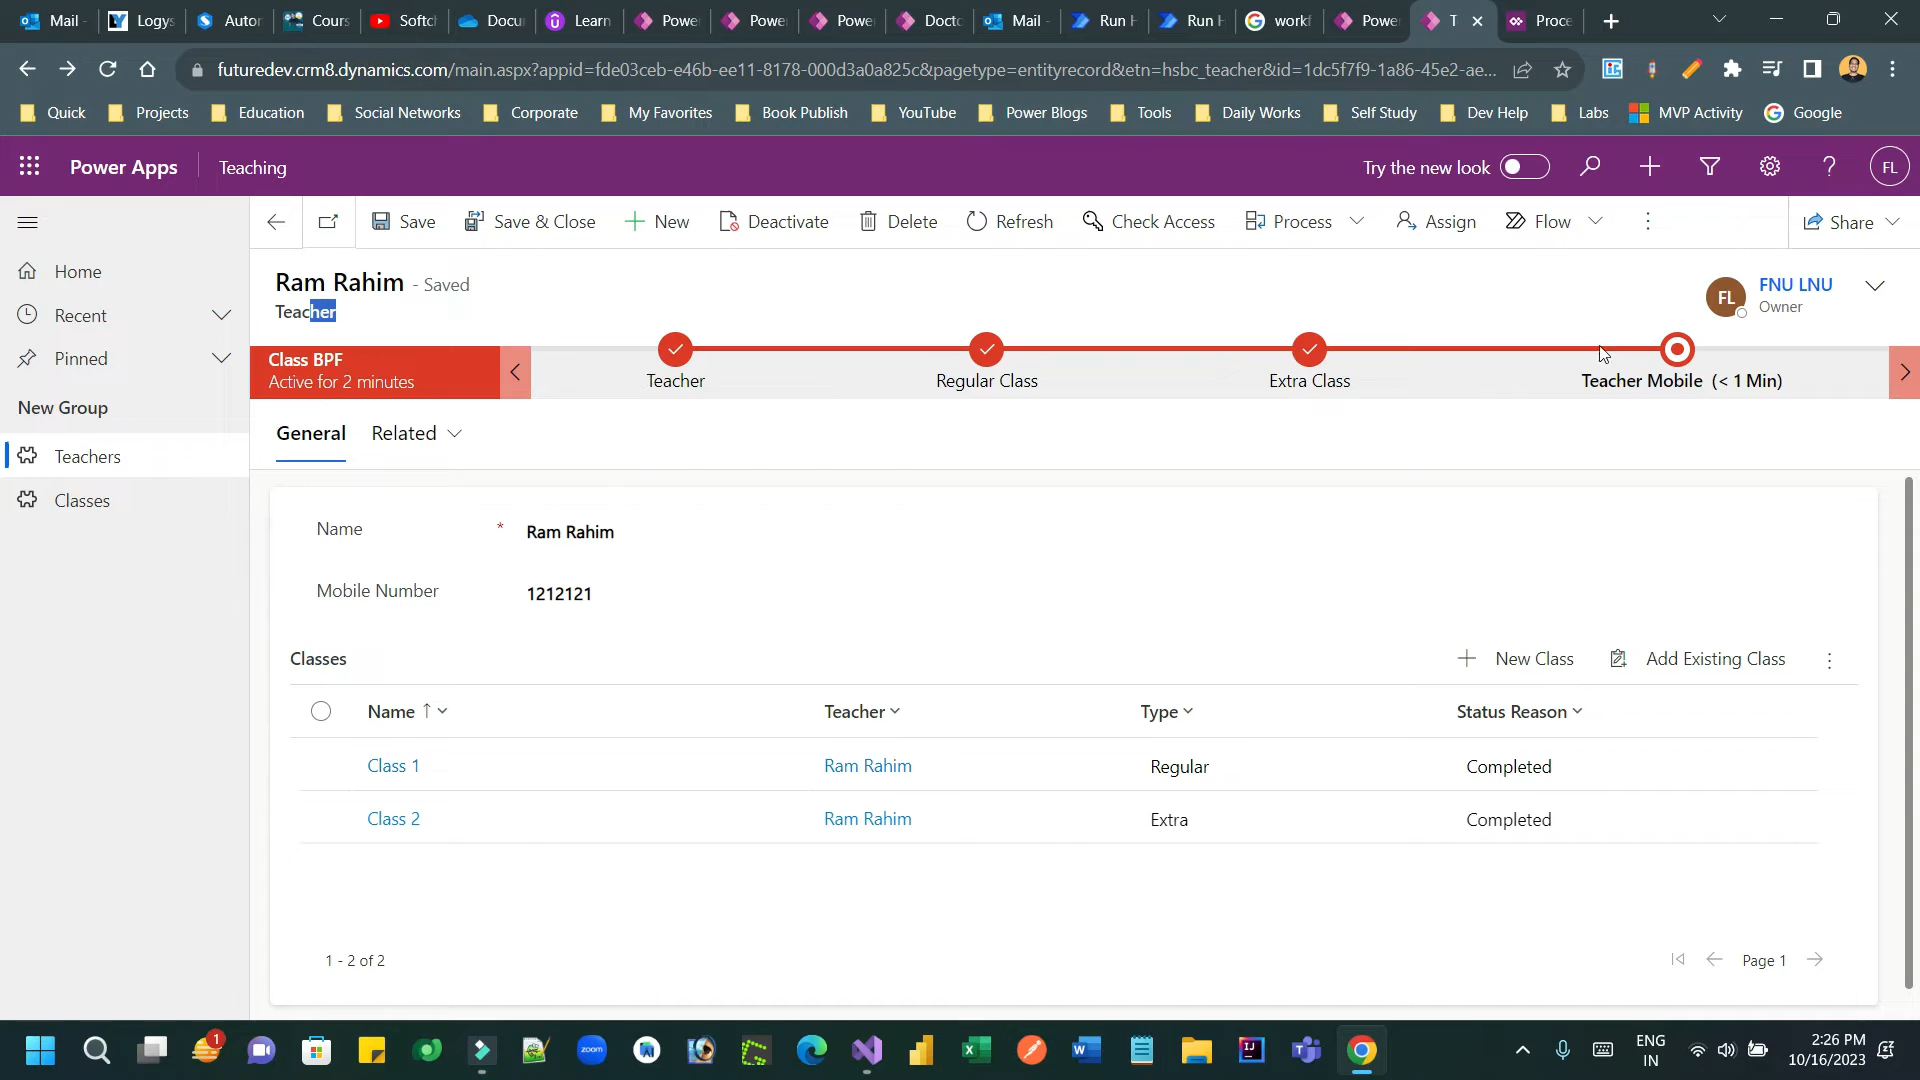 Mail -
Logys
Autor
Cours
Softch
Docu
Learn
Powe
Powe
Powe
Docto
Mail -
Run H
Run H
workf
Powe
T
Proce
futuredev.crm8.dynamics.com/main.aspx?appid=fde03ceb-e46b-ee11-8178-000d3a0a825c&pagetype=entityrecord&etn=hsbc_teacher&id=1dc5f7f9-1a86-45e2-ae...
Quick
Projects
Education
Social Networks
Corporate
My Favorites
Book Publish
YouTube
Power Blogs
Tools
Daily Works
Self Study
Dev Help
Labs
MVP Activity
Google
Power Apps
Teaching
Try the new look
FL
Save
Save & Close
New
Deactivate
Delete
Refresh
Check Access
Process
Assign
Flow
Share
Home
Recent
Pinned
New Group
Teachers
Classes
Ram Rahim - Saved
Teacher
FL
FNU LNU
Owner
Class BPF
Active for 2 minutes
Teacher
Regular Class
Extra Class
Teacher Mobile (< 1 Min)
General
Related
Name *
Ram Rahim
Mobile Number
1212121
Classes
New Class
Add Existing Class
Name ↑
Teacher
Type
Status Reason
Class 1
Ram Rahim
Regular
Completed
Class 2
Ram Rahim
Extra
Completed
1 - 2 of 2
Page 1
1
zoom
ENG
IN
2:26 PM
10/16/2023